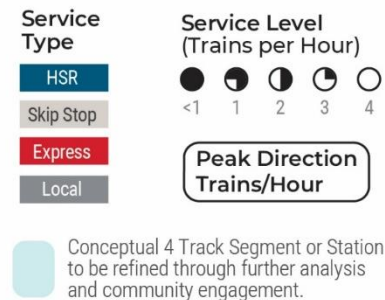 Service
Type
HSR
Skip Stop
Express
Local
Service Level
(Trains per Hour)
<1 1 2 3 4
Peak Direction
Trains/Hour
Conceptual 4 Track Segment or Station
to be refined through further analysis
and community engagement.